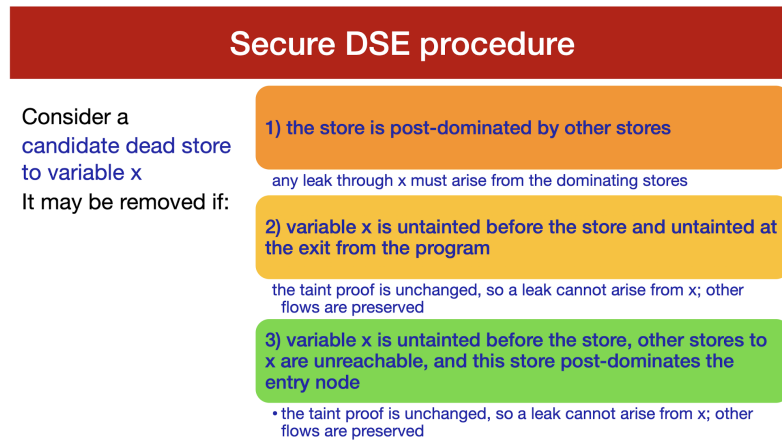 Secure DSE procedure
Consider a
candidate dead store
to variable x
It may be removed if:
1) the store is post-dominated by other stores
any leak through x must arise from the dominating stores
2) variable x is untainted before the store and untainted at
the exit from the program
the taint proof is unchanged, so a leak cannot arise from x; other
flows are preserved
3) variable x is untainted before the store, other stores to
x are unreachable, and this store post-dominates the
entry node
• the taint proof is unchanged, so a leak cannot arise from x; other
flows are preserved